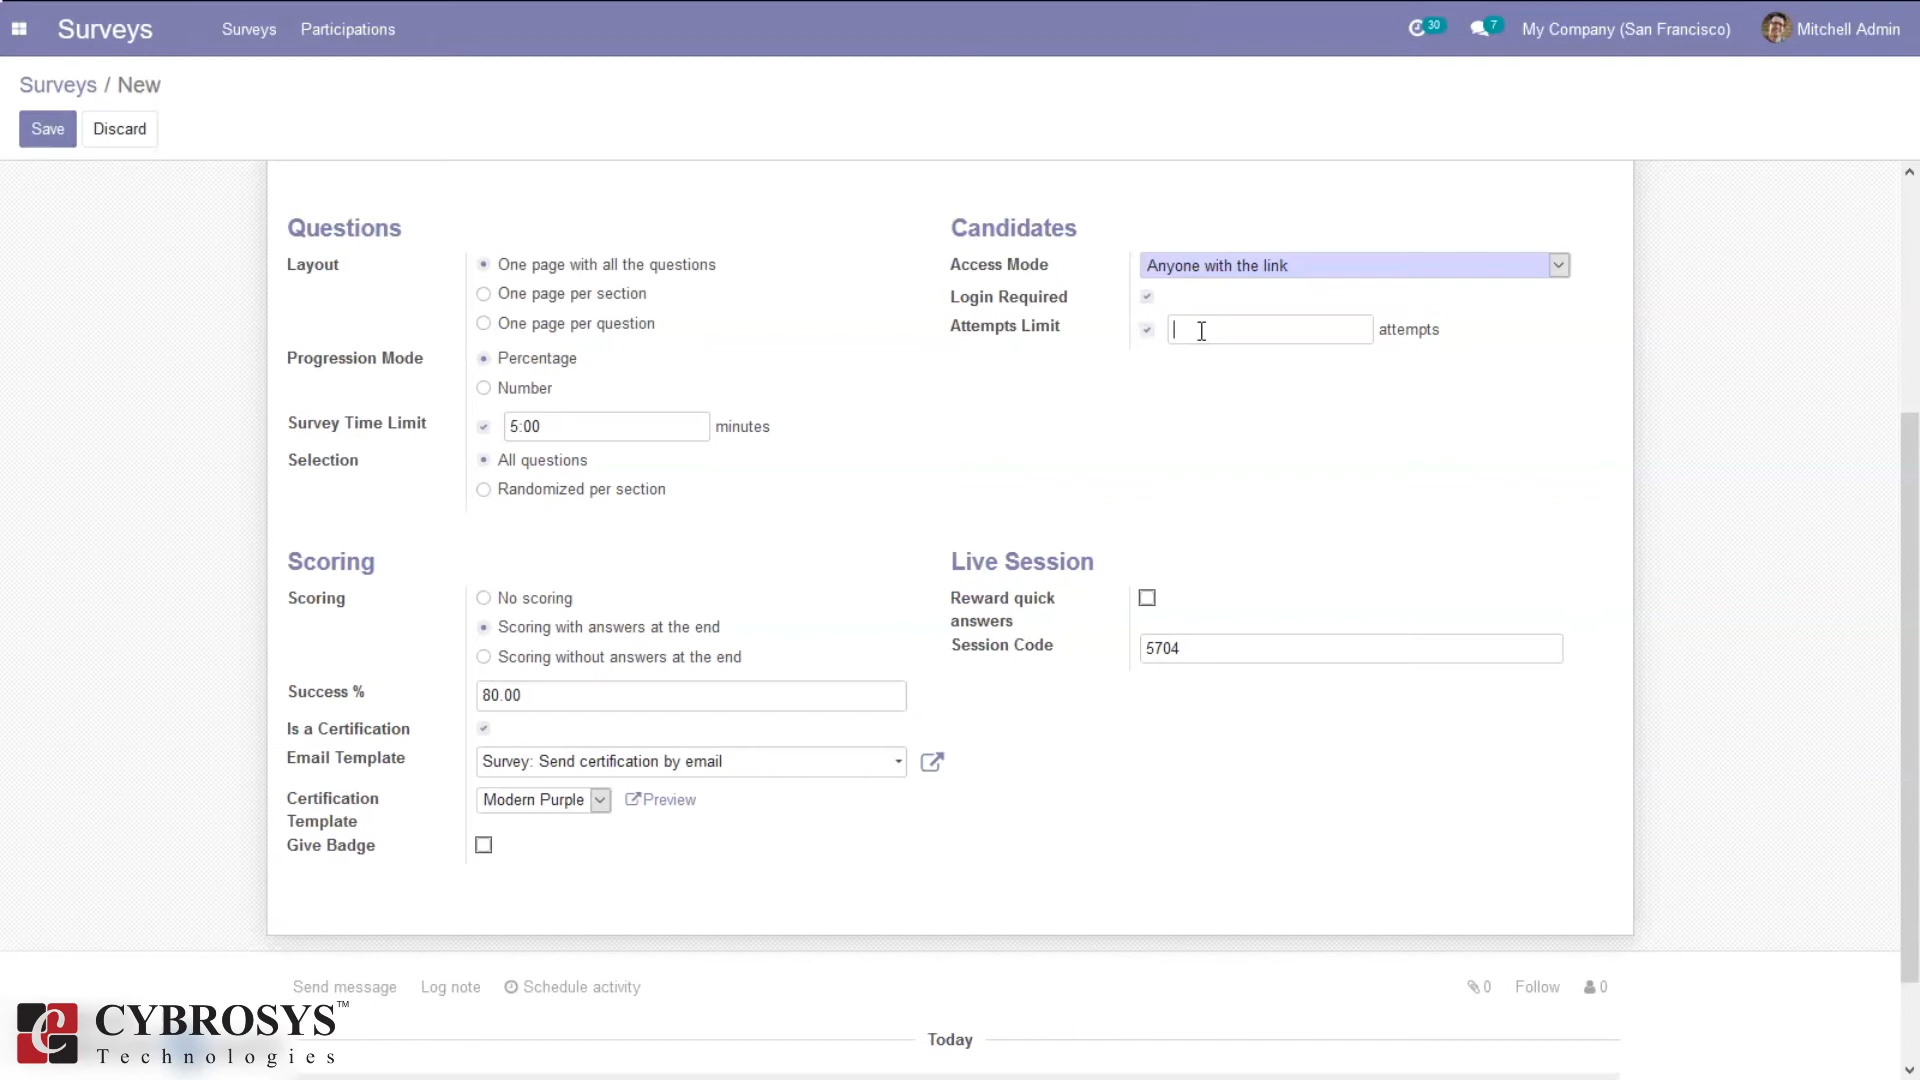 Surveys
Surveys
Participations
30
7
My Company (San Francisco)
Mitchell Admin
Surveys / New
Save
Discard
Questions
Layout
One page with all the questions
One page per section
One page per question
Progression Mode
Percentage
Number
Survey Time Limit
5:00
minutes
Selection
All questions
Randomized per section
Candidates
Access Mode
Anyone with the link
Login Required
Attempts Limit
attempts
Scoring
Scoring
No scoring
Scoring with answers at the end
Scoring without answers at the end
Success %
80.00
Is a Certification
Email Template
Survey: Send certification by email
Certification
Template
Modern Purple
Preview
Give Badge
Live Session
Reward quick
answers
Session Code
5704
Send message
Log note
Schedule activity
0
Follow
0
Today
CYBROSYS™
Technologies